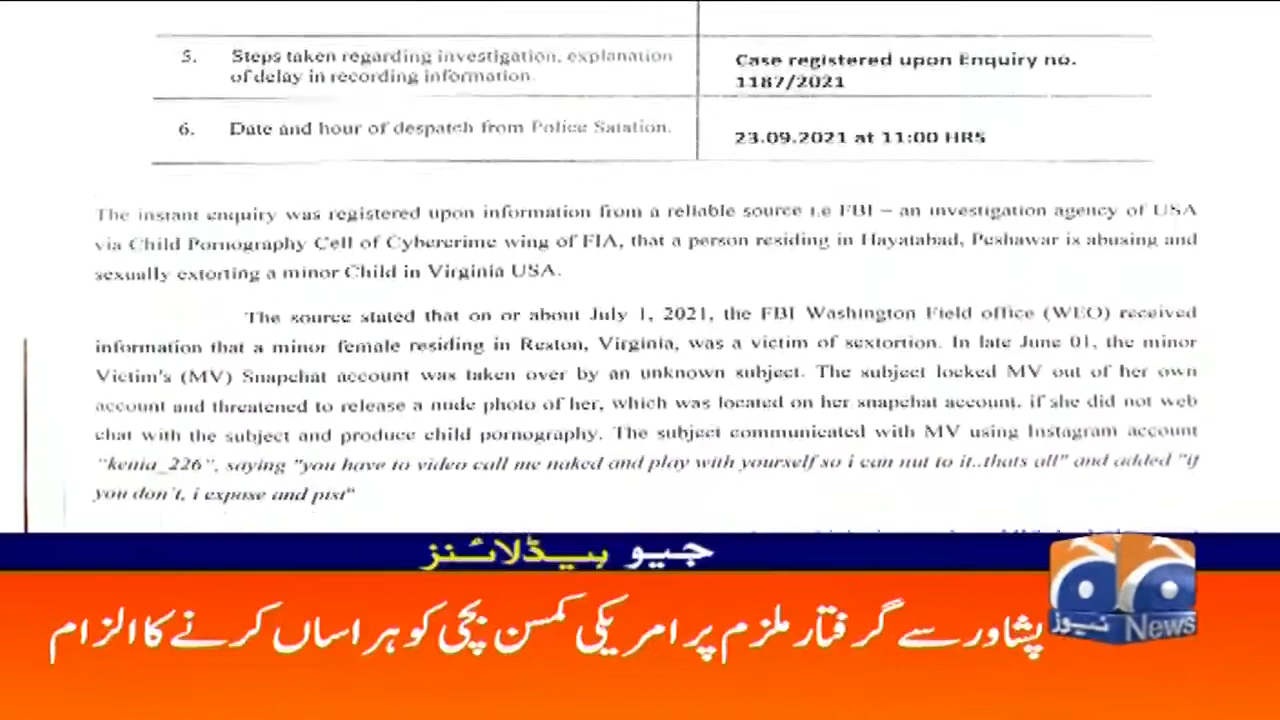 5. Steps taken regarding investigation, explanation of delay in recording information.
Case registered upon Enquiry no. 1187/2021
6. Date and hour of despatch from Police Satation.
23.09.2021 at 11:00 HRS
The instant enquiry was registered upon information from a reliable source i.e FBI – an investigation agency of USA
via Child Pornography Cell of Cybercrime wing of FIA, that a person residing in Hayatabad, Peshawar is abusing and
sexually extorting a minor Child in Virginia USA.
The source stated that on or about July 1, 2021, the FBI Washington Field office (WEO) received
information that a minor female residing in Reston, Virginia, was a victim of sextortion. In late June 01, the minor
Victim's (MV) Snapchat account was taken over by an unknown subject. The subject locked MV out of her own
account and threatened to release a nude photo of her, which was located on her snapchat account, if she did not web
chat with the subject and produce child pornography. The subject communicated with MV using Instagram account
"kenia_226", saying "you have to video call me naked and play with yourself so i can nut to it..thats all" and added "if
you don't, i expose and pist"
جیو ہیڈلائنز
پشاور سے گرفتار ملزم پر امریکی کمسن بچی کو ہراساں کرنے کا الزام
جیو نیوز News